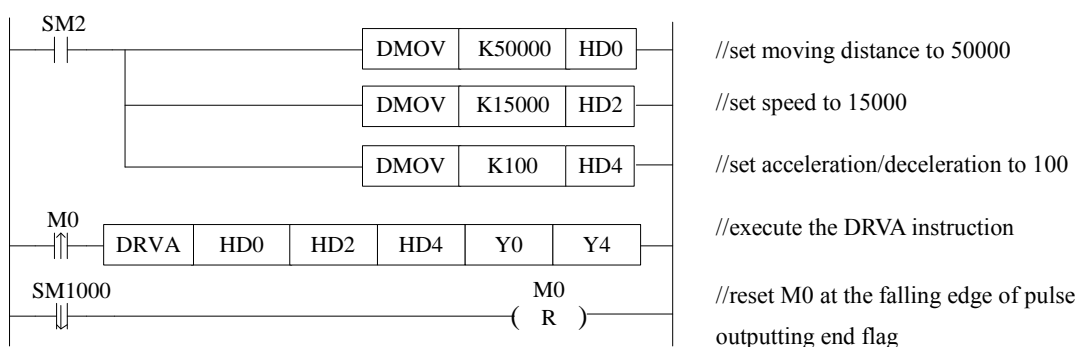 SM2
DMOV K50000 HD0 //set moving distance to 50000
DMOV K15000 HD2 //set speed to 15000
DMOV K100 HD4 //set acceleration/deceleration to 100
M0
DRVA HD0 HD2 HD4 Y0 Y4 //execute the DRVA instruction
SM1000 M0
( R ) //reset M0 at the falling edge of pulse
outputting end flag